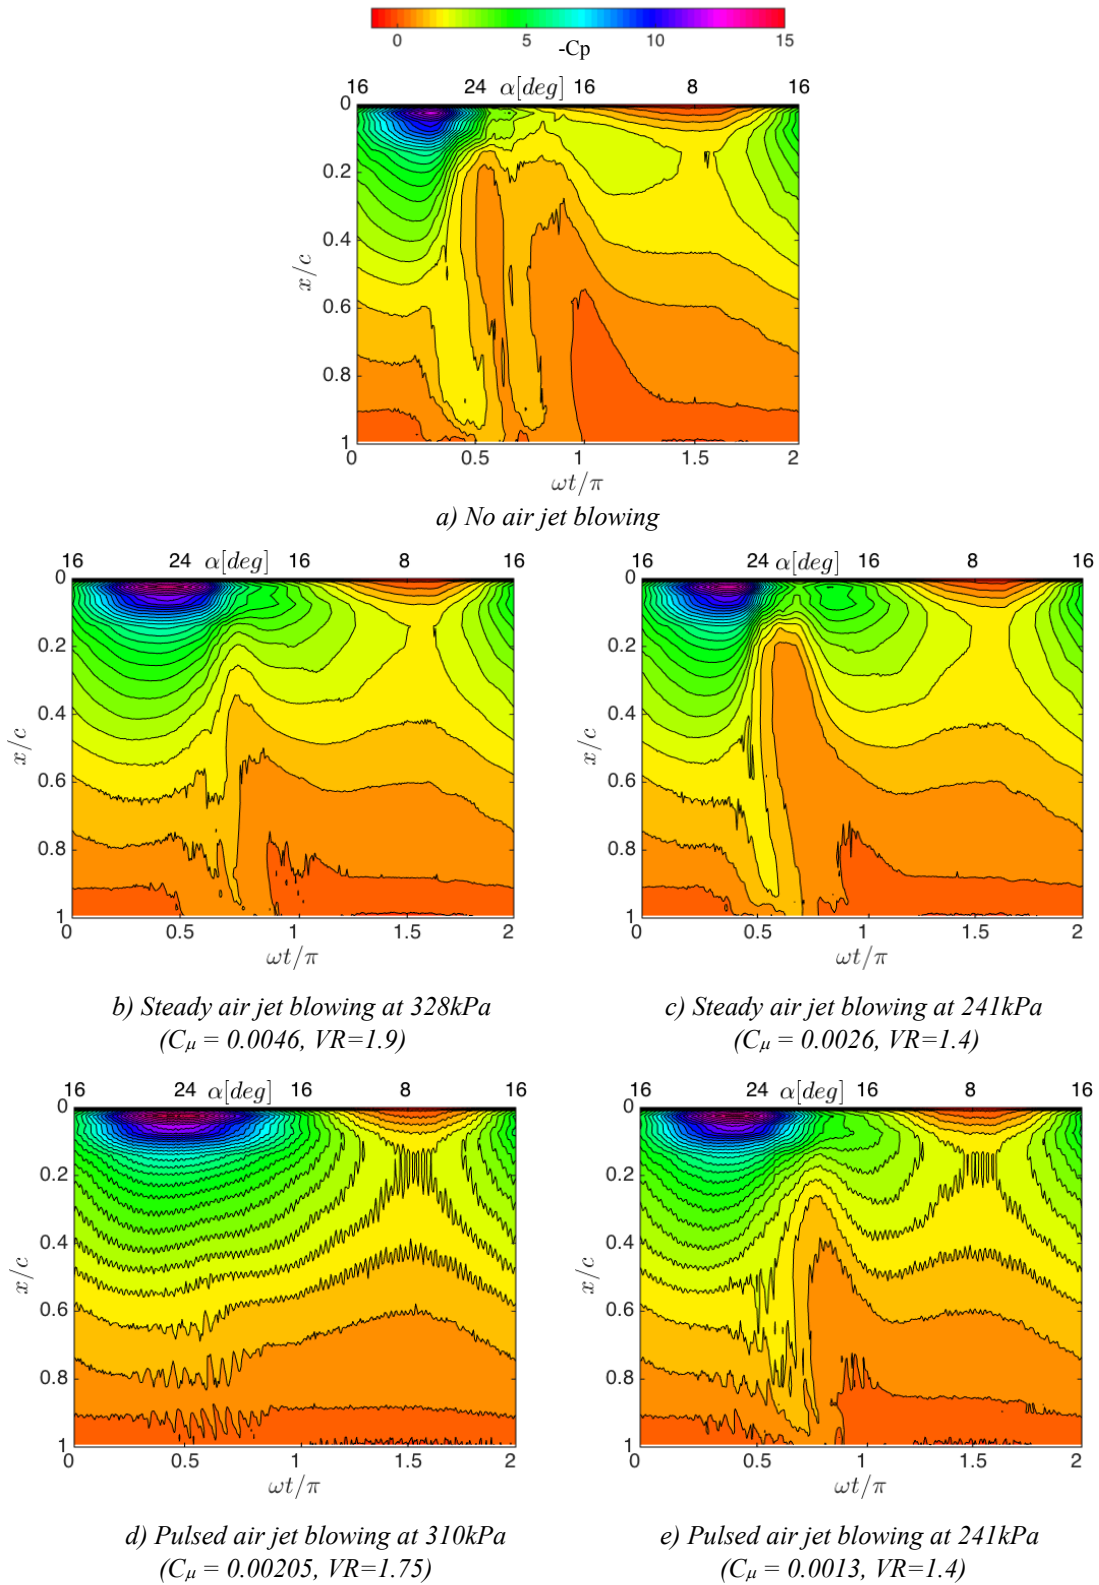 0 5 10 15
-Cp
16 24 α[deg] 16 8 16
0
0.2
0.4
x/c
0.6
0.8
1
0 0.5 1 1.5 2
ωt/π
a) No air jet blowing
16 24 α[deg] 16 8 16
0
0.2
0.4
x/c
0.6
0.8
1
0 0.5 1 1.5 2
ωt/π
16 24 α[deg] 16 8 16
0
0.2
0.4
x/c
0.6
0.8
1
0 0.5 1 1.5 2
ωt/π
b) Steady air jet blowing at 328kPa
(Cμ = 0.0046, VR=1.9)
c) Steady air jet blowing at 241kPa
(Cμ = 0.0026, VR=1.4)
16 24 α[deg] 16 8 16
0
0.2
0.4
x/c
0.6
0.8
1
0 0.5 1 1.5 2
ωt/π
16 24 α[deg] 16 8 16
0
0.2
0.4
x/c
0.6
0.8
1
0 0.5 1 1.5 2
ωt/π
d) Pulsed air jet blowing at 310kPa
(Cμ = 0.00205, VR=1.75)
e) Pulsed air jet blowing at 241kPa
(Cμ = 0.0013, VR=1.4)